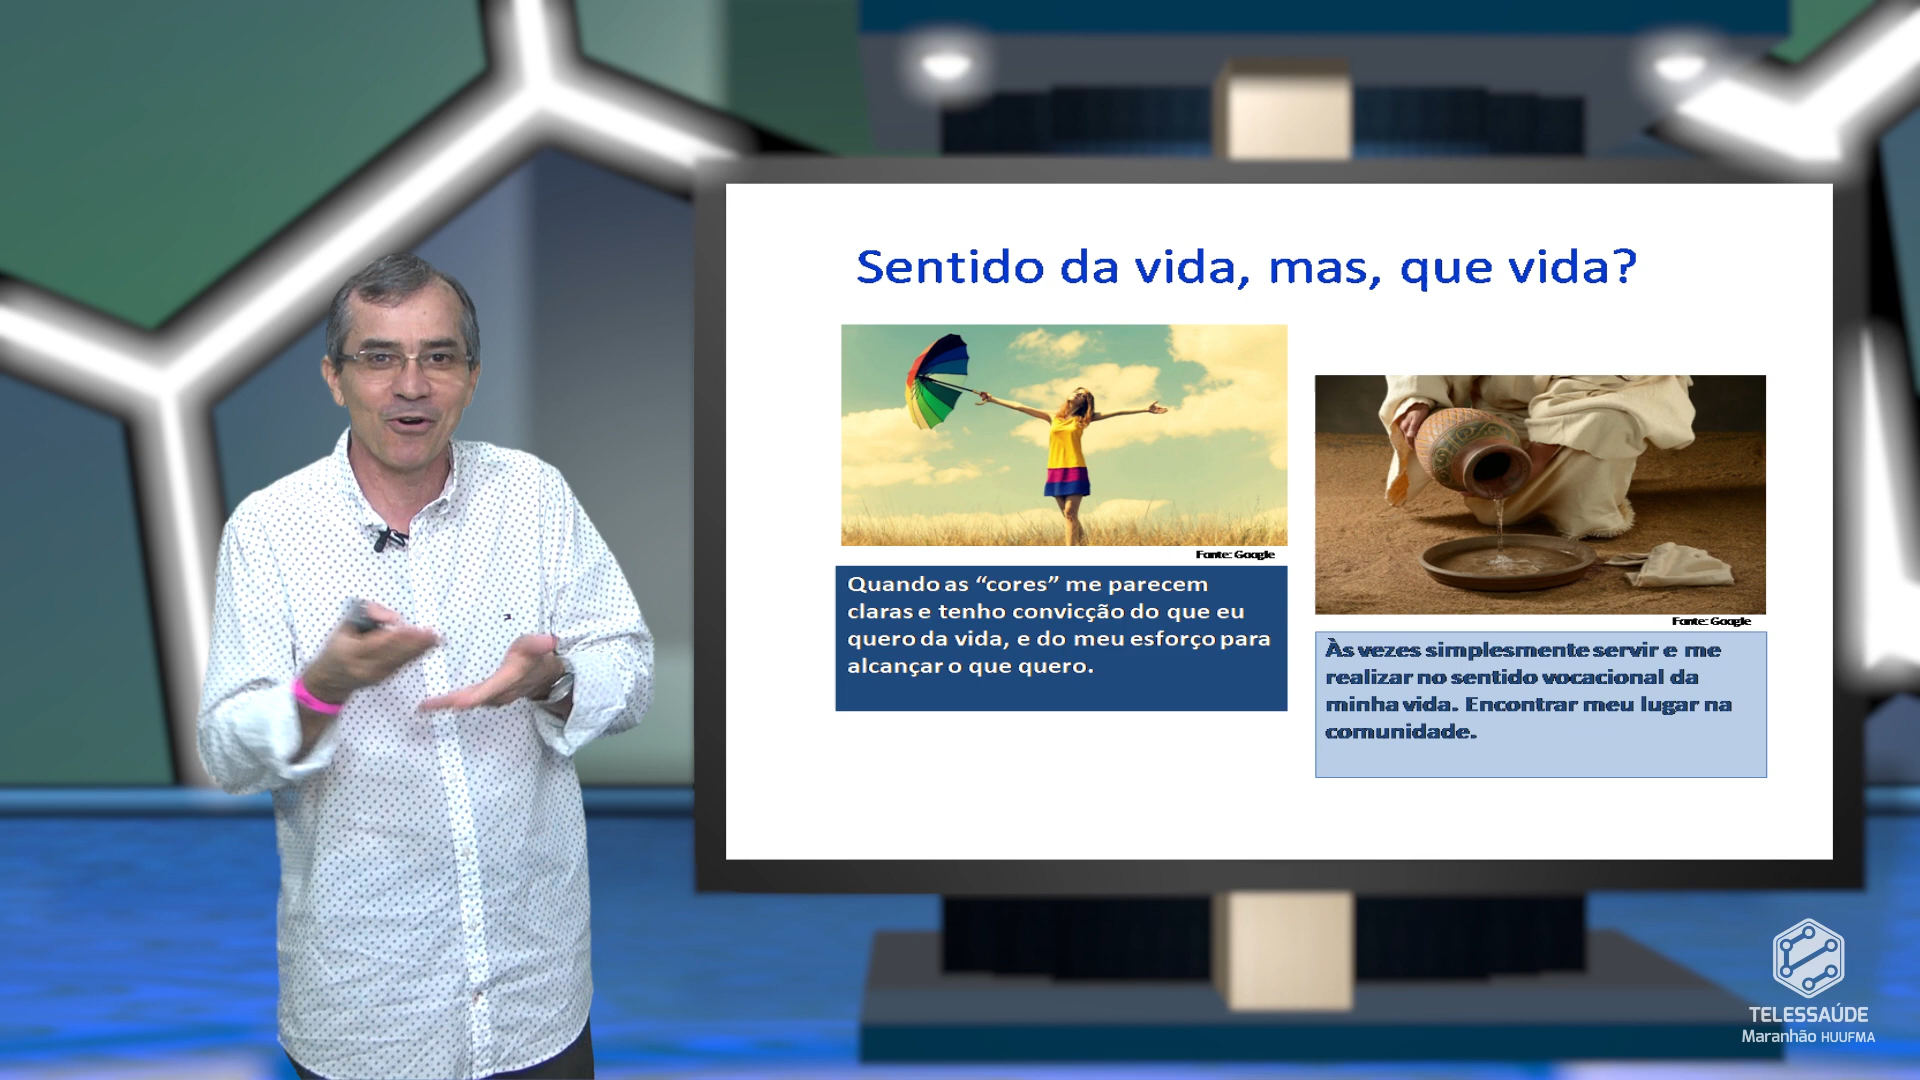 Sentido da vida, mas, que vida?
Fonte: Google
Quando as “cores” me parecem
claras e tenho convicção do que eu
quero da vida, e do meu esforço para
alcançar o que quero.
Fonte: Google
Às vezes simplesmente servir e me
realizar no sentido vocacional da
minha vida. Encontrar meu lugar na
comunidade.
TELESSAÚDE
Maranhão HUUFMA